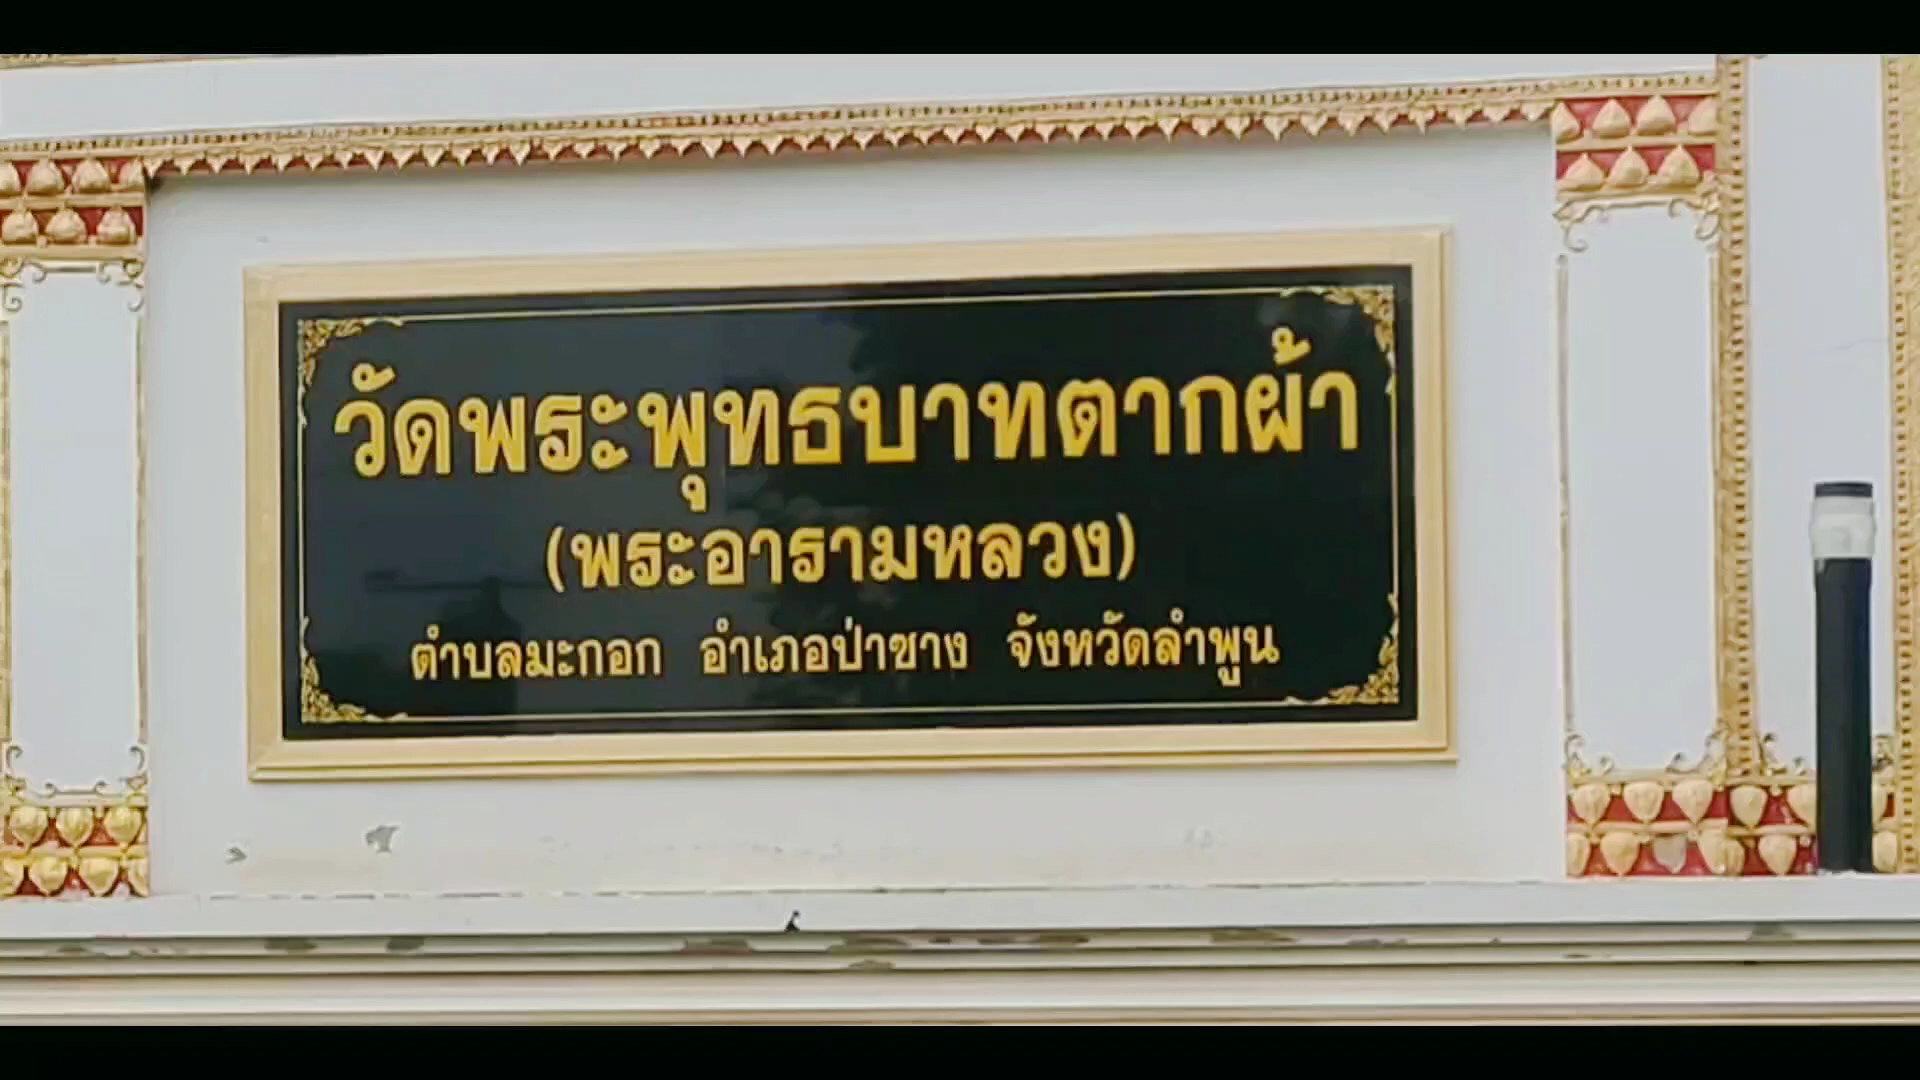 วัดพระพุทธบาทตากผ้า
(พระอารามหลวง)
ตำบลมะกอก อำเภอป่าซาง จังหวัดลำพูน